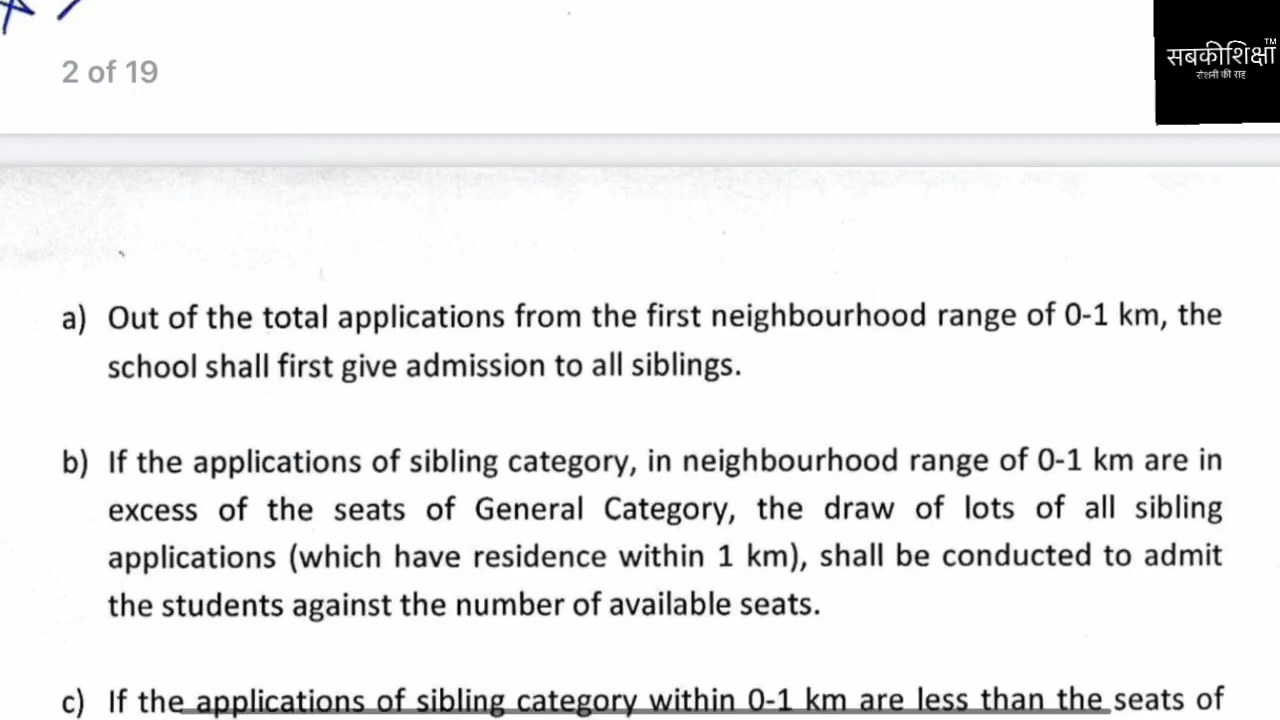 2 of 19
सबकीशिक्षा™
रोशनी की राह
a) Out of the total applications from the first neighbourhood range of 0-1 km, the
school shall first give admission to all siblings.
b) If the applications of sibling category, in neighbourhood range of 0-1 km are in
excess of the seats of General Category, the draw of lots of all sibling
applications (which have residence within 1 km), shall be conducted to admit
the students against the number of available seats.
c) If the applications of sibling category within 0-1 km are less than the seats of